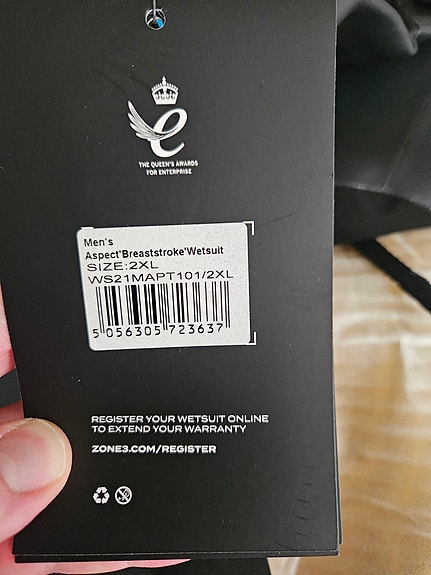 THE QUEEN'S AWARDS
FOR ENTERPRISE
Men's
Aspect'Breaststroke'Wetsuit
SIZE:2XL
WS21MAPT101/2XL
5 056305 723637
REGISTER YOUR WETSUIT ONLINE
TO EXTEND YOUR WARRANTY
ZONE3.COM/REGISTER